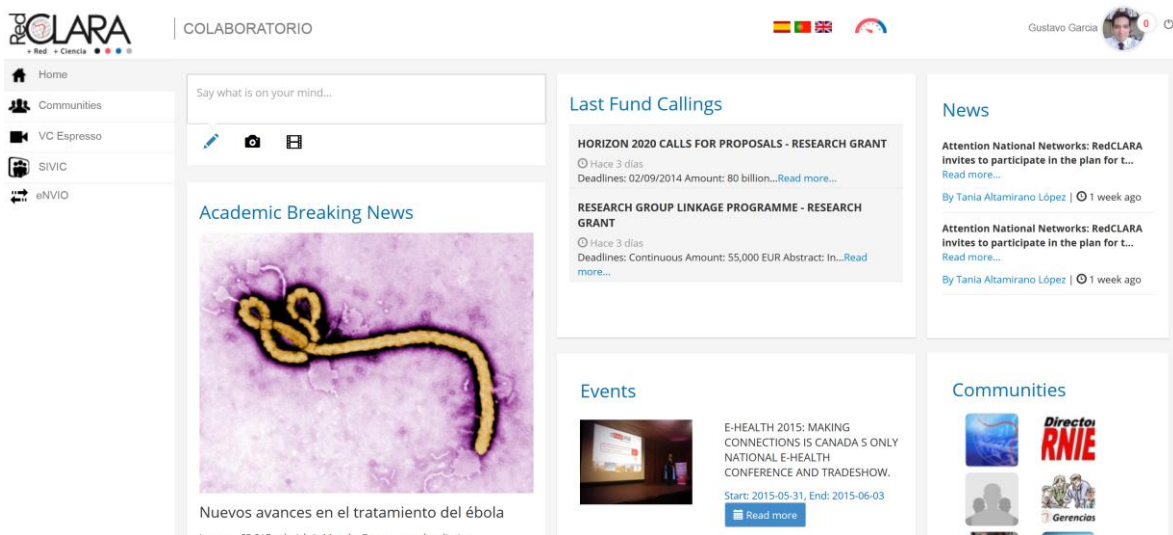 Red CLARA
+ Red + Ciencia
COLABORATORIO
Gustavo Garcia
0
Home
Communities
VC Espresso
SIVIC
eNVIO
Say what is on your mind...
Academic Breaking News
Nuevos avances en el tratamiento del ébola
Last Fund Callings
HORIZON 2020 CALLS FOR PROPOSALS - RESEARCH GRANT
Hace 3 días
Deadlines: 02/09/2014 Amount: 80 billion...Read more...
RESEARCH GROUP LINKAGE PROGRAMME - RESEARCH
GRANT
Hace 3 días
Deadlines: Continuous Amount: 55,000 EUR Abstract: In...Read
more...
News
Attention National Networks: RedCLARA
invites to participate in the plan for t...
Read more...
By Tania Altamirano López | 1 week ago
Attention National Networks: RedCLARA
invites to participate in the plan for t...
Read more...
By Tania Altamirano López | 1 week ago
Events
E-HEALTH 2015: MAKING
CONNECTIONS IS CANADA S ONLY
NATIONAL E-HEALTH
CONFERENCE AND TRADESHOW.
Start: 2015-05-31, End: 2015-06-03
Read more
Communities
Director
RNIE
Gerencias